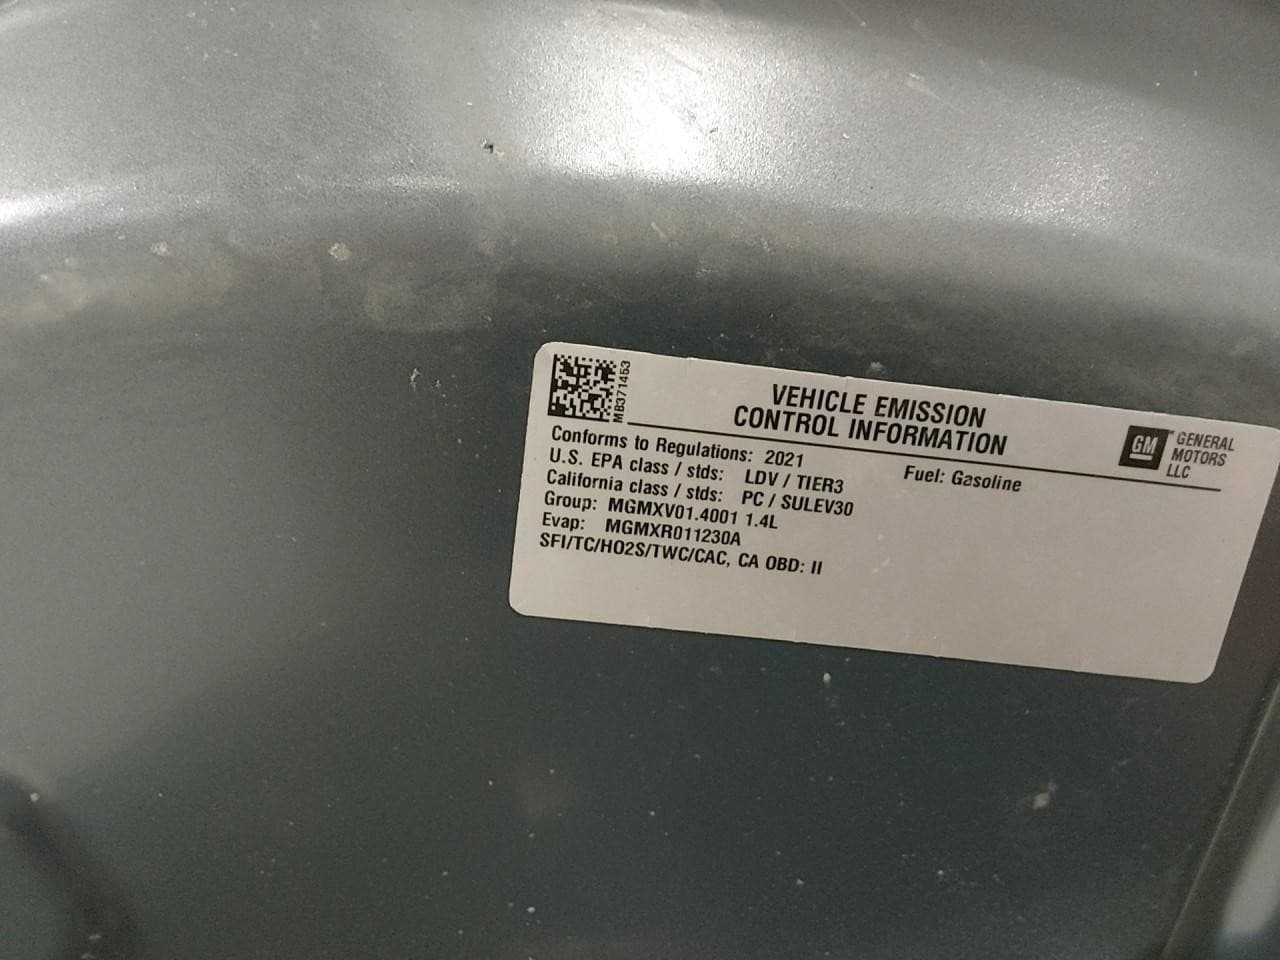 MB371453
VEHICLE EMISSION
CONTROL INFORMATION
GM GENERAL
MOTORS
LLC
Conforms to Regulations: 2021
Fuel: Gasoline
U.S. EPA class / stds: LDV / TIER3
California class / stds: PC / SULEV30
Group: MGMXV01.4001 1.4L
Evap: MGMXR011230A
SFI/TC/HO2S/TWC/CAC, CA OBD: II